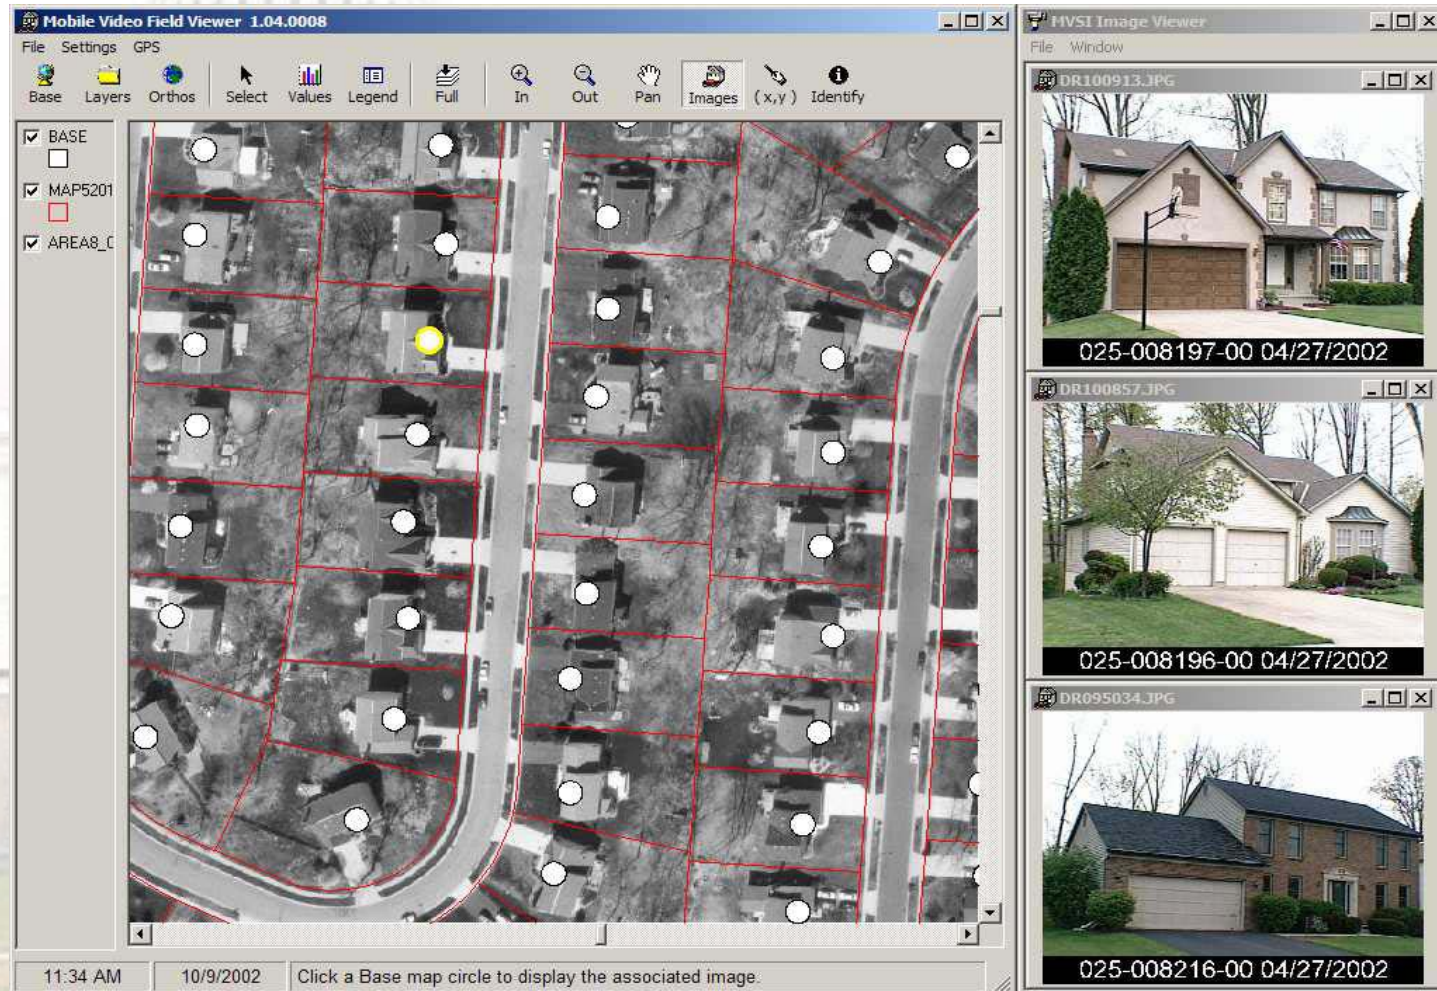 Mobile Video Field Viewer 1.04.0008
File Settings GPS
Base Layers Orthos Select Values Legend Full In Out Pan Images (x,y) Identify
BASE
MAP5201
AREA8_
11:34 AM 10/9/2002 Click a Base map circle to display the associated image.
MVSI Image Viewer
File Window
DR100913.JPG
025-008197-00 04/27/2002
DR100857.JPG
025-008196-00 04/27/2002
DR095034.JPG
025-008216-00 04/27/2002